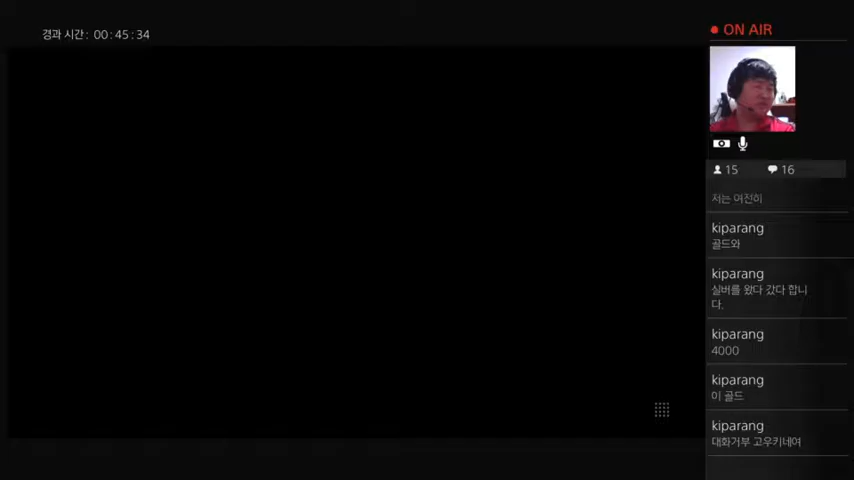 경과 시간: 00:45:34
ON AIR
15 16
저는 여전히
kiparang
골드와
kiparang
실버를 왔다 갔다 합니
다.
kiparang
4000
kiparang
이 골드
kiparang
대화거부 고우키네여